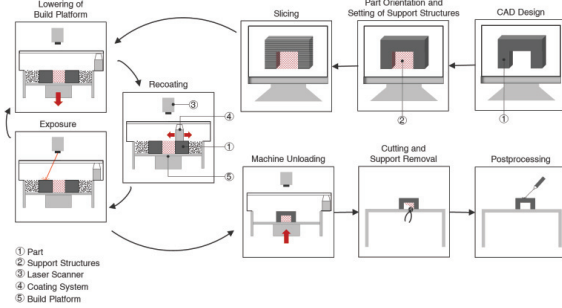 Lowering of
Build Platform
Slicing
Part Orientation and
Setting of Support Structures
CAD Design
Recoating
③
④
①
⑤
②
①
Exposure
Machine Unloading
Cutting and
Support Removal
Postprocessing
① Part
② Support Structures
③ Laser Scanner
④ Coating System
⑤ Build Platform